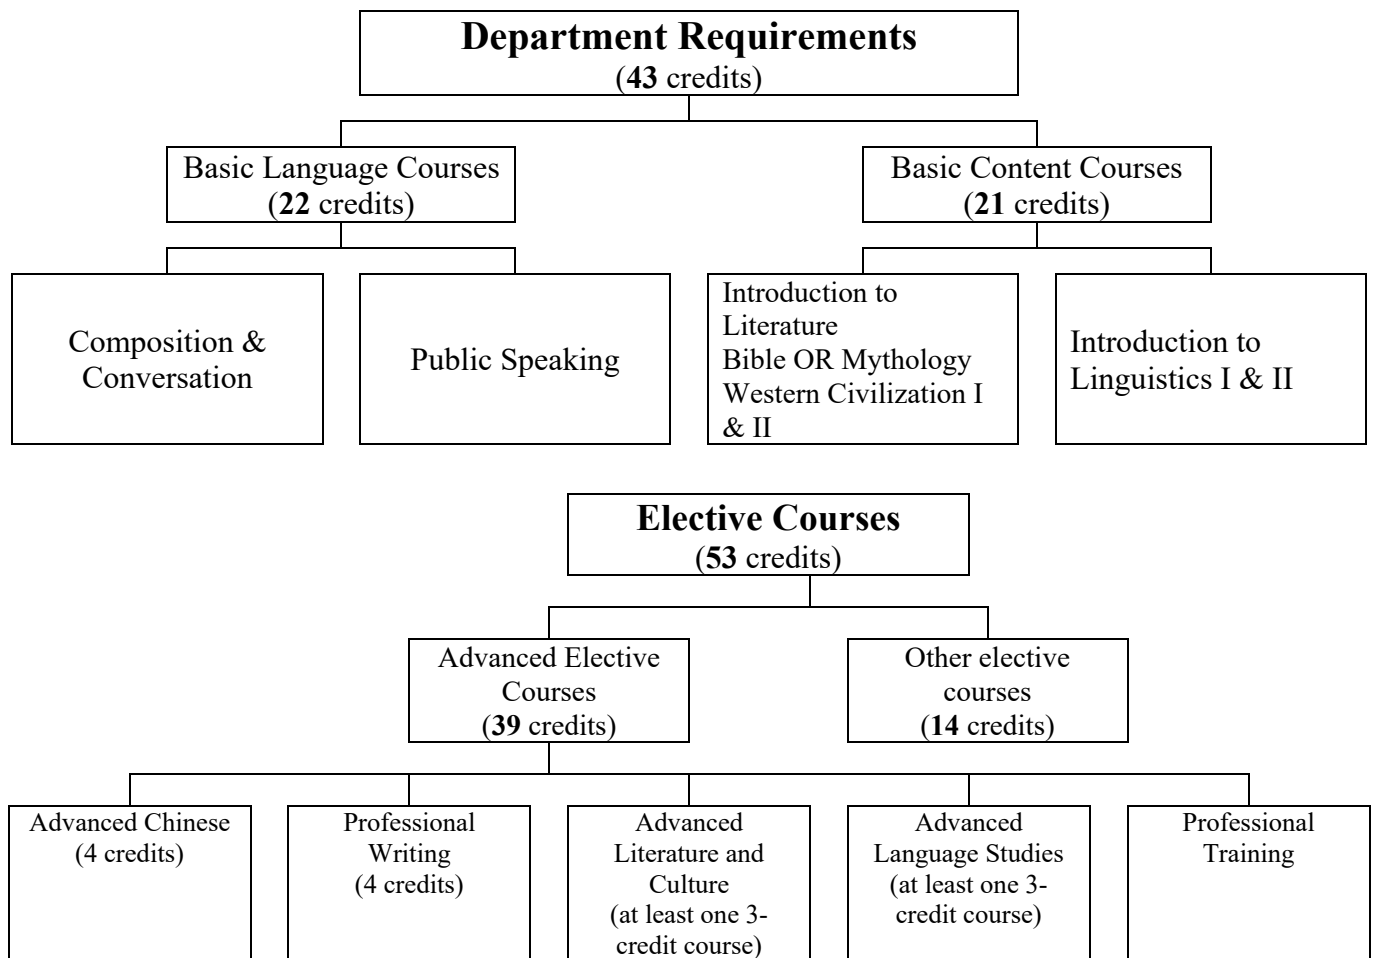 Department Requirements
(43 credits)
Basic Language Courses
(22 credits)
Basic Content Courses
(21 credits)
Composition &
Conversation
Public Speaking
Introduction to
Literature
Bible OR Mythology
Western Civilization I
& II
Introduction to
Linguistics I & II
Elective Courses
(53 credits)
Advanced Elective
Courses
(39 credits)
Other elective
courses
(14 credits)
Advanced Chinese
(4 credits)
Professional
Writing
(4 credits)
Advanced
Literature and
Culture
(at least one 3-
credit course)
Advanced
Language Studies
(at least one 3-
credit course)
Professional
Training